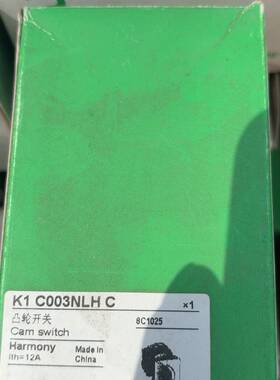 K1 C003NLH C ×1
凸轮开关 8C1025
Cam switch
Harmony Made in
Ith=12A China